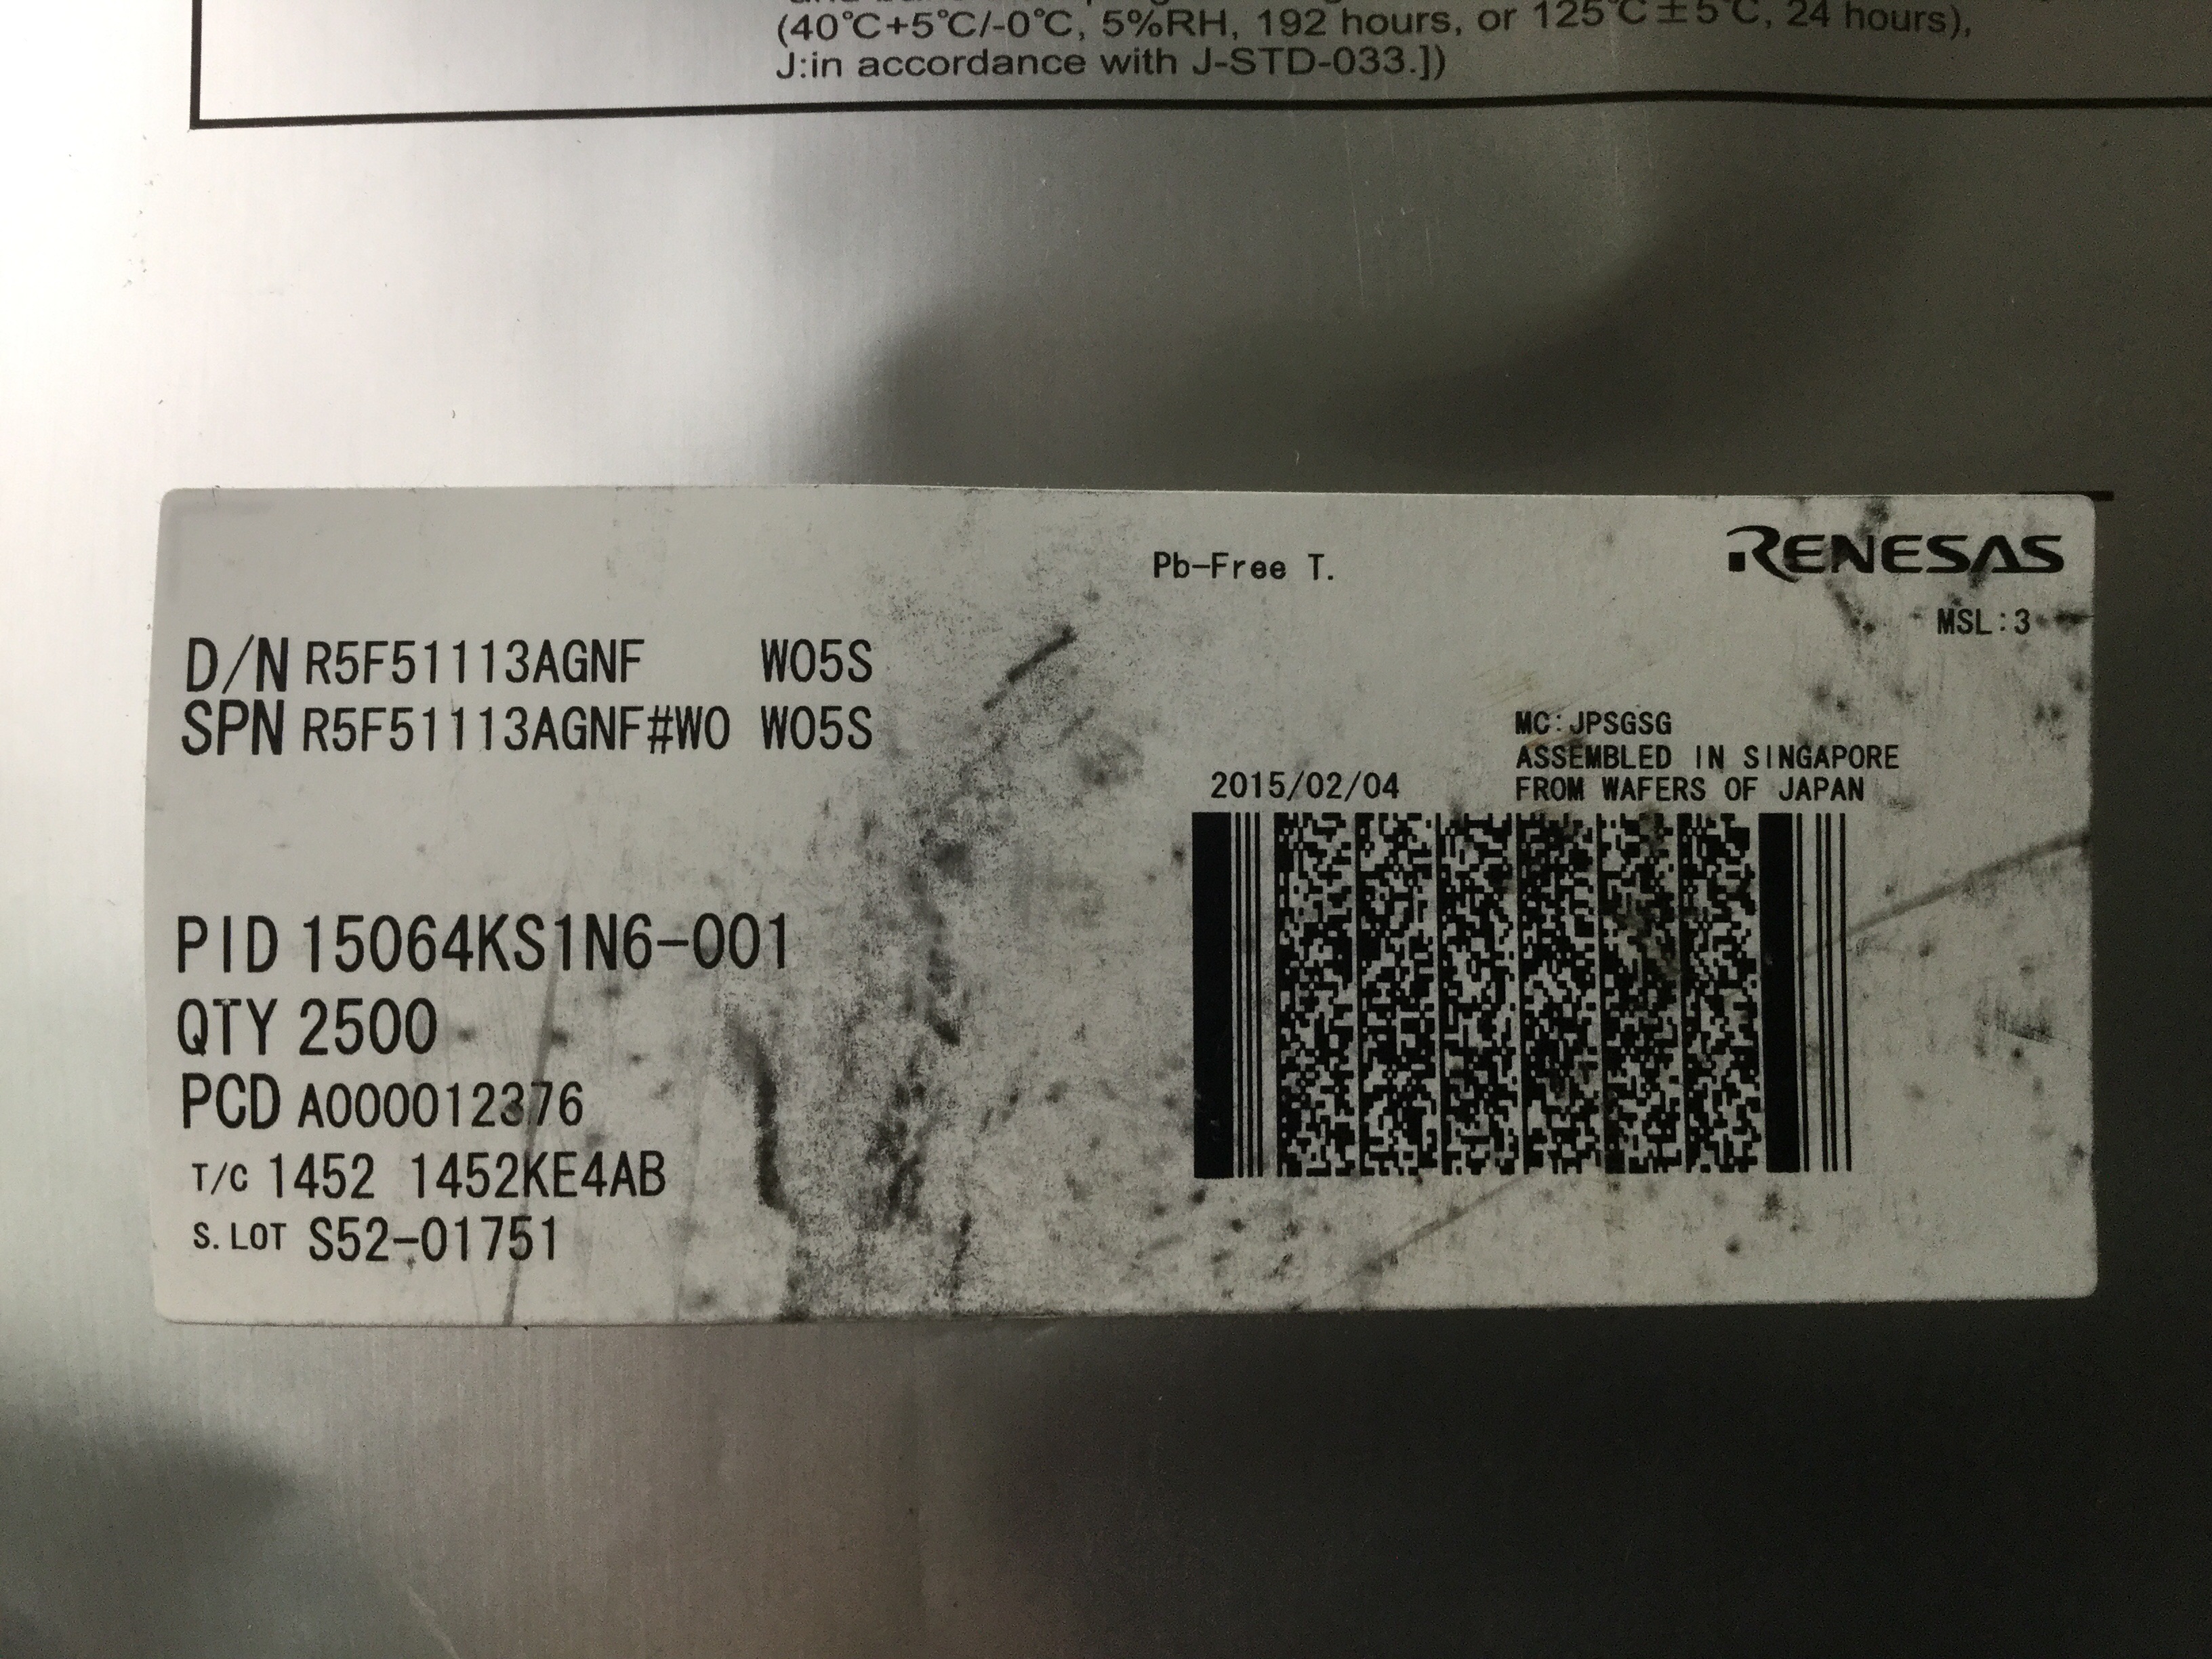 (40℃+5℃/-0℃, 5%RH, 192 hours, or 125℃±5℃, 24 hours),
J:in accordance with J-STD-033.])
RENESAS
Pb-Free T.
MSL:3
D/N R5F51113AGNF W05S
SPN R5F51113AGNF#W0 W05S
MC:JPSGSG
ASSEMBLED IN SINGAPORE
2015/02/04 FROM WAFERS OF JAPAN
PID 15064KS1N6-001
QTY 2500
PCD A000012376
T/C 1452 1452KE4AB
S.LOT S52-01751